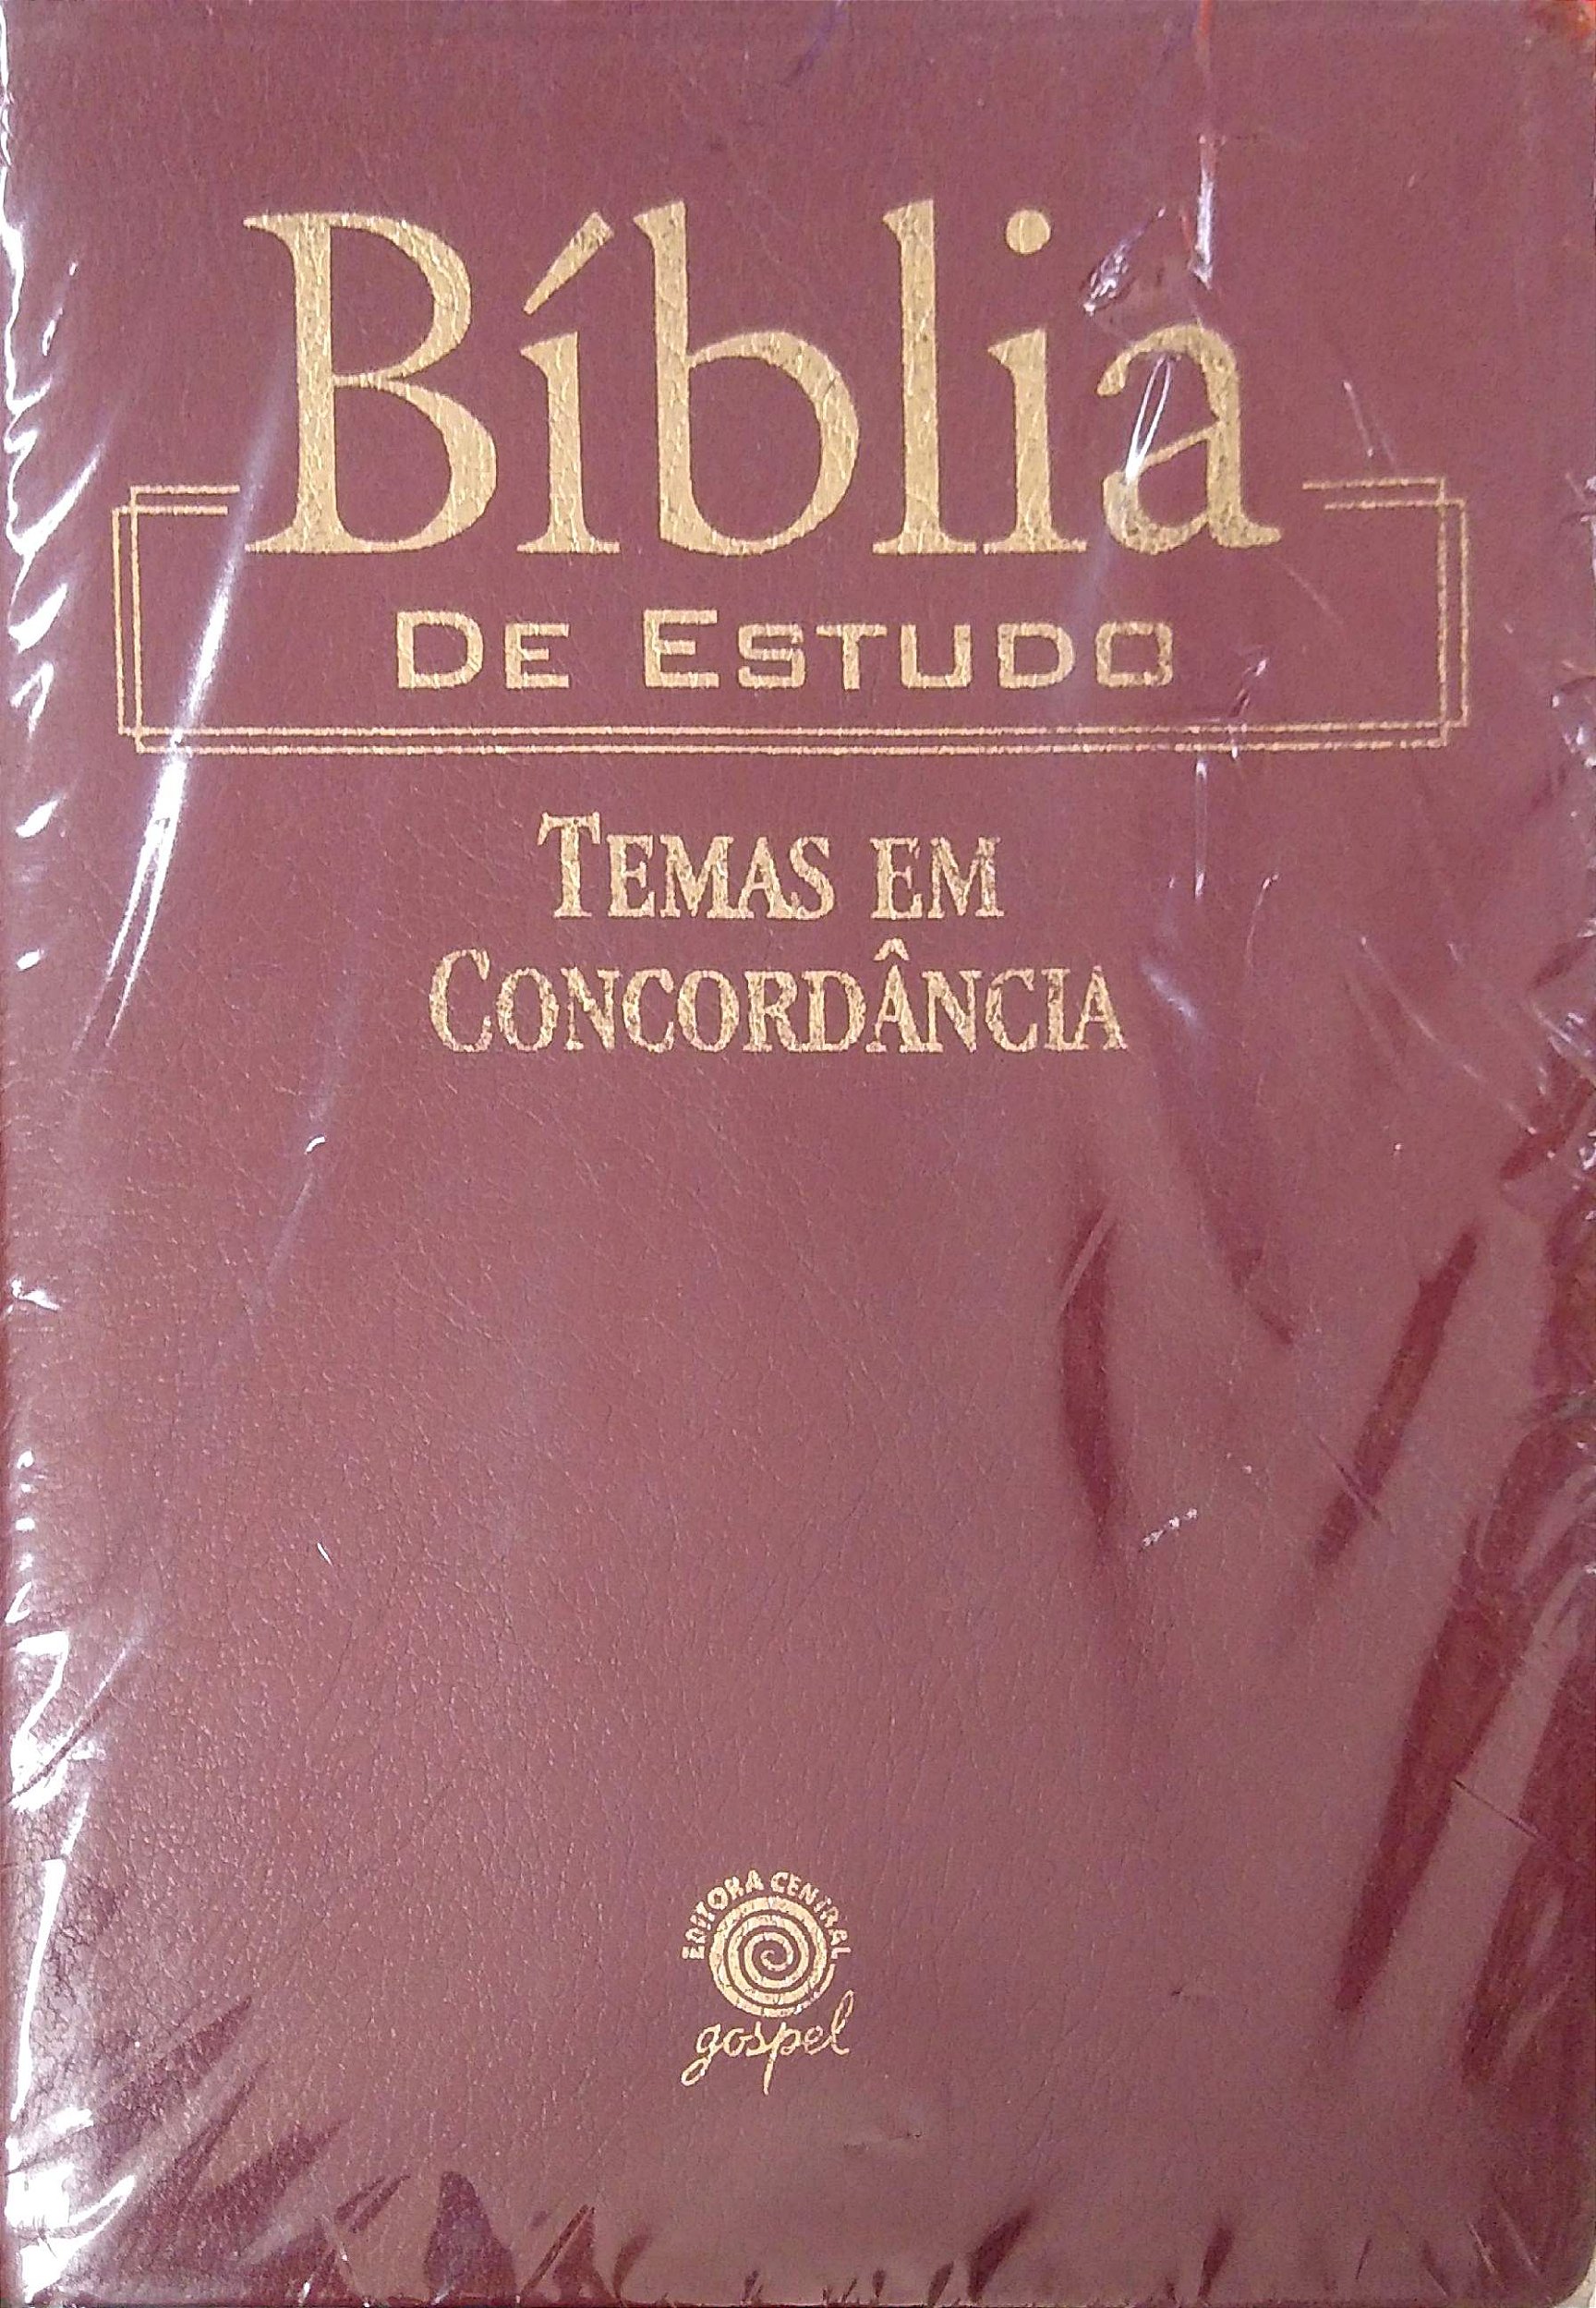 Bíblia
DE ESTUDO
TEMAS EM
CONCORDÂNCIA
EDITORA CENTRAL
gospel